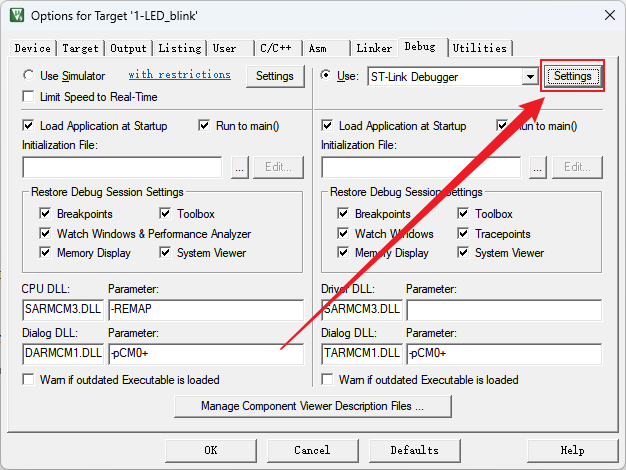 Options for Target '1-LED_blink'
Device Target Output Listing User C/C++ Asm Linker Debug Utilities
Use Simulator with restrictions Settings
Limit Speed to Real-Time
Use: ST-Link Debugger Settings
Load Application at Startup Run to main()
Initialization File:
... Edit...
Load Application at Startup Run to main()
Initialization File:
... Edit...
Restore Debug Session Settings
Breakpoints Toolbox
Watch Windows & Performance Analyzer
Memory Display System Viewer
Restore Debug Session Settings
Breakpoints Toolbox
Watch Windows Tracepoints
Memory Display System Viewer
CPU DLL: Parameter:
SARMCM3.DLL -REMAP
Dialog DLL: Parameter:
DARMCM1.DLL -pCM0+
Warn if outdated Executable is loaded
Driver DLL: Parameter:
SARMCM3.DLL
Dialog DLL: Parameter:
TARMCM1.DLL -pCM0+
Warn if outdated Executable is loaded
Manage Component Viewer Description Files ...
OK Cancel Defaults Help